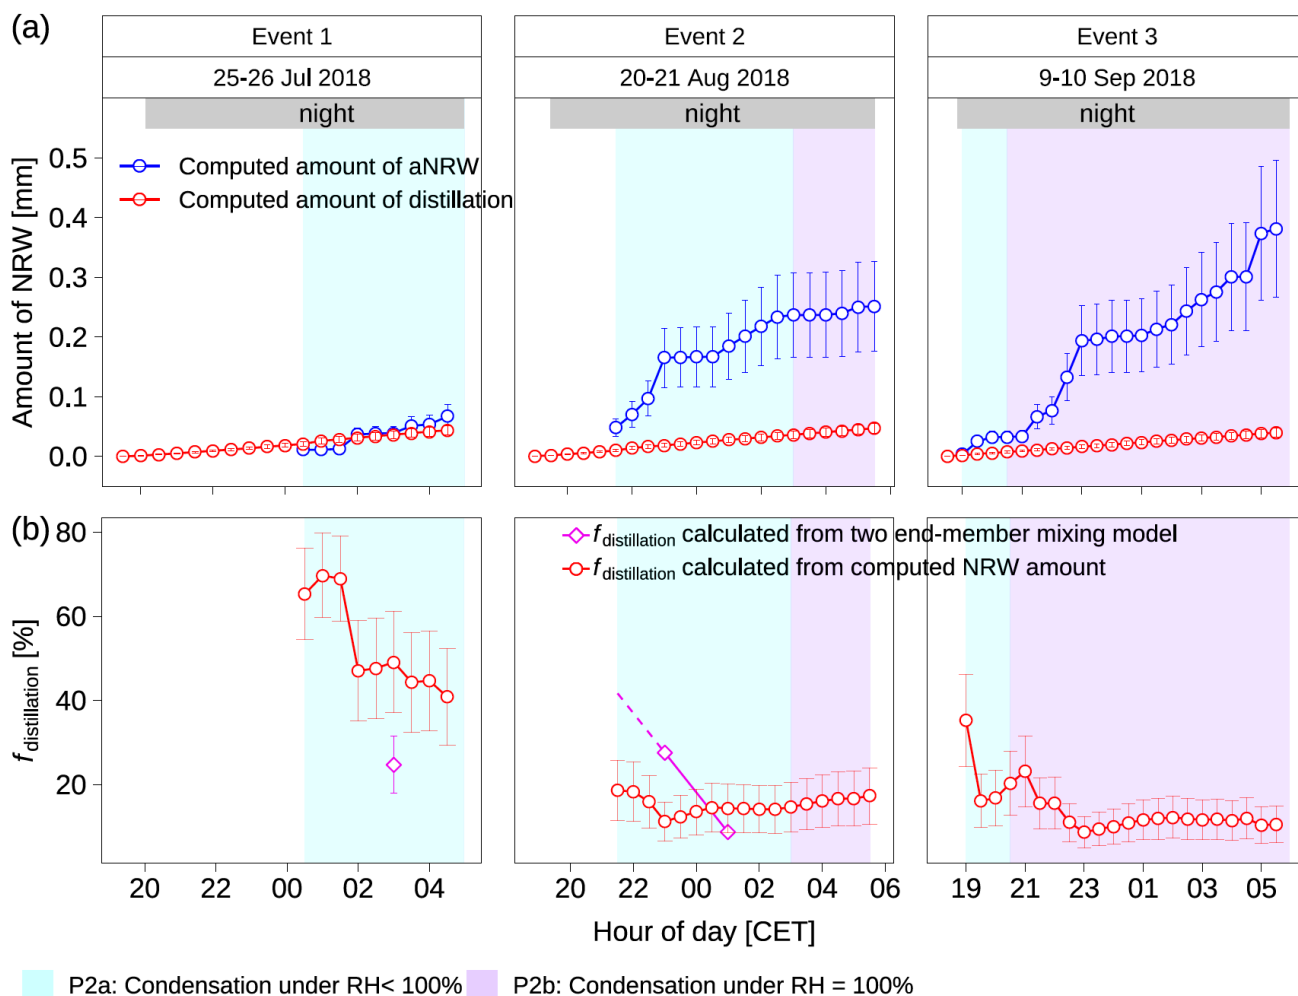 (a)
Event 1
Event 2
Event 3
25-26 Jul 2018
20-21 Aug 2018
9-10 Sep 2018
night
night
night
Computed amount of aNRW
Computed amount of distillation
Amount of NRW [mm]
0.5
0.4
0.3
0.2
0.1
0.0
(b)
f distillation calculated from two end-member mixing model
f distillation calculated from computed NRW amount
f distillation [%]
80
60
40
20
20 22 00 02 04
20 22 00 02 04 06
19 21 23 01 03 05
Hour of day [CET]
P2a: Condensation under RH< 100%
P2b: Condensation under RH = 100%